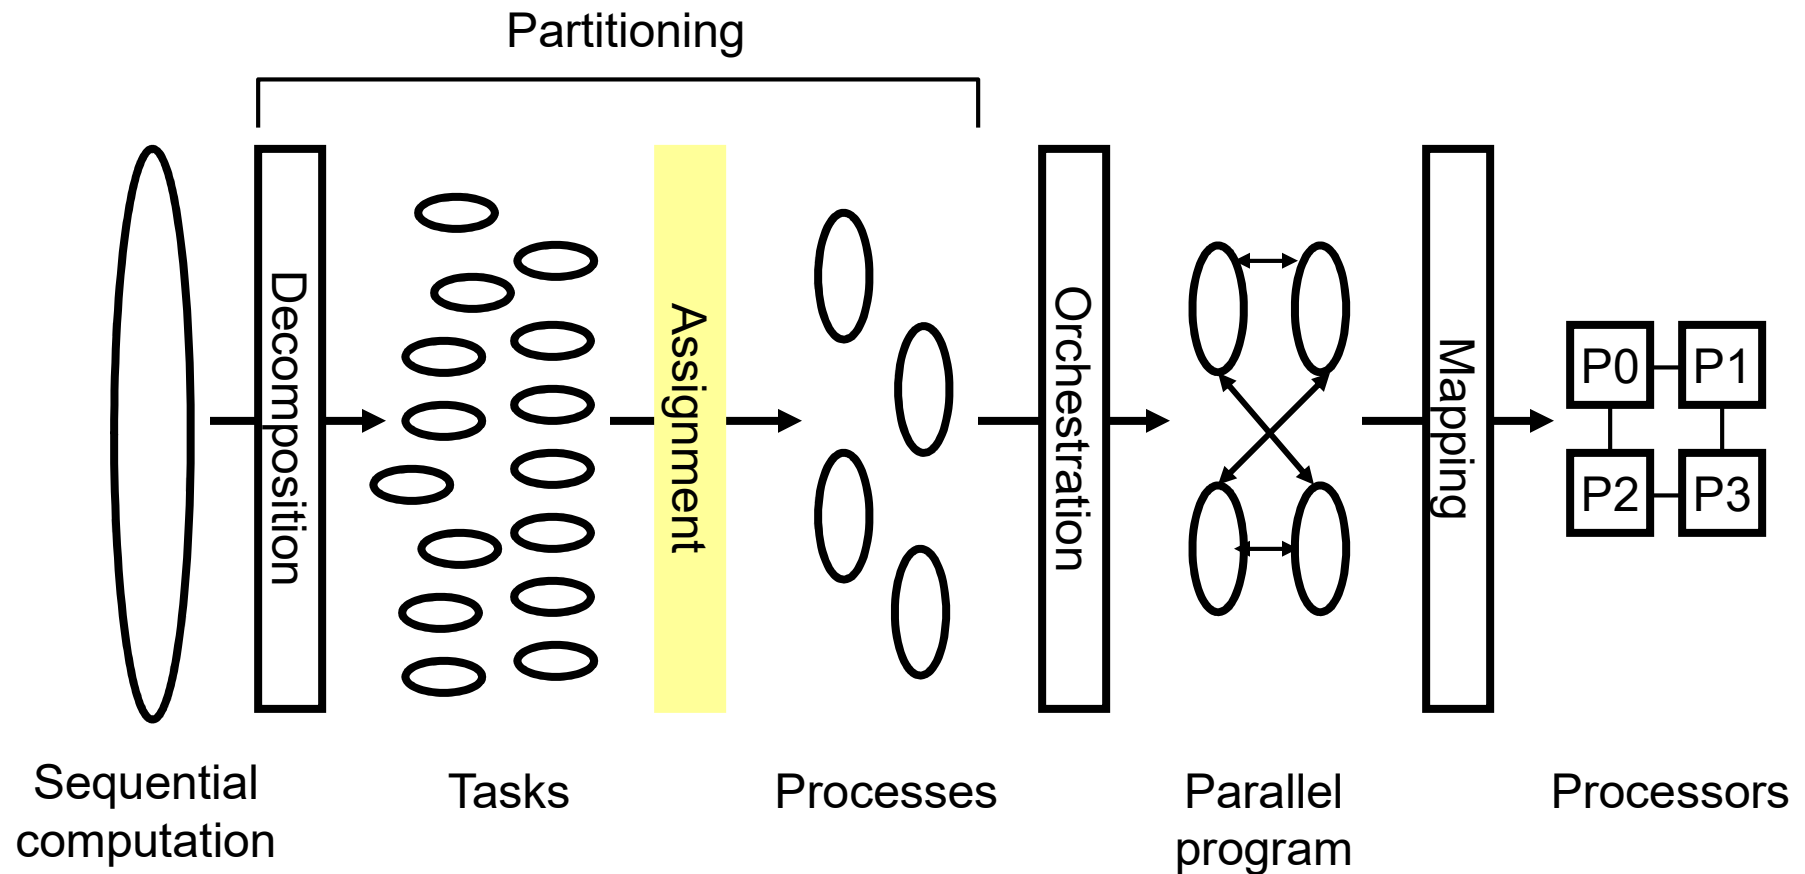 Partitioning
Decomposition
Assignment
Orchestration
Mapping
P0
P1
P2
P3
Sequential
computation
Tasks
Processes
Parallel
program
Processors